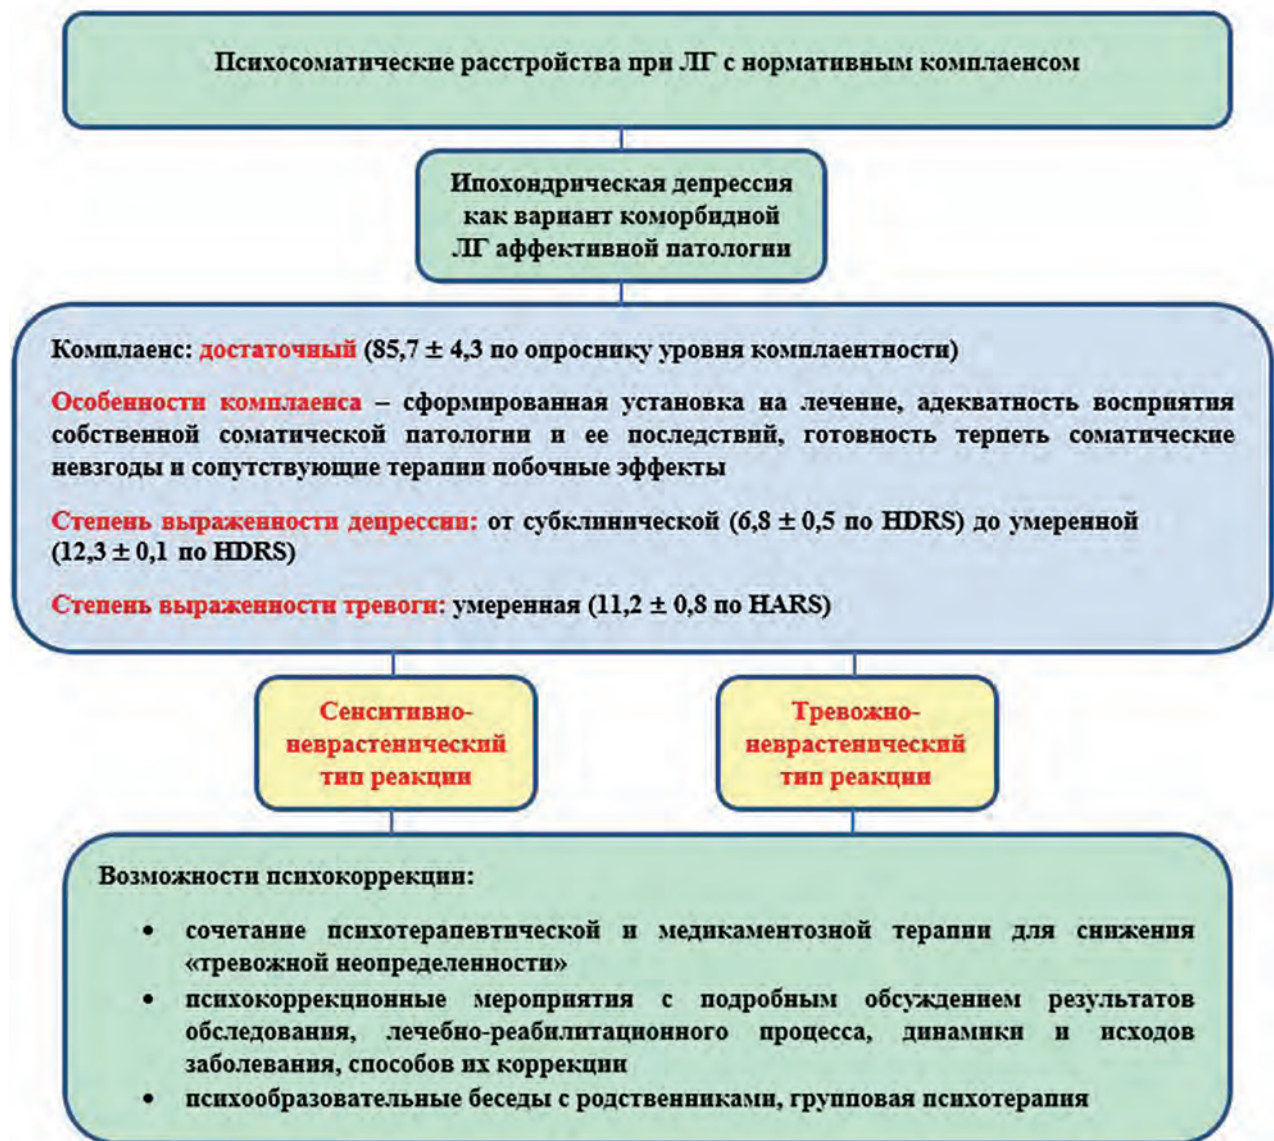 Психосоматические расстройства при ЛГ с нормативным комплаенсом
Ипохондрическая депрессия
как вариант коморбидной
ЛГ аффективной патологии
Комплаенс: достаточный (85,7 ± 4,3 по опроснику уровня комплаентности)
Особенности комплаенса – сформированная установка на лечение, адекватность восприятия
собственной соматической патологии и ее последствий, готовность терпеть соматические
невзгоды и сопутствующие терапии побочные эффекты
Степень выраженности депрессии: от субклинической (6,8 ± 0,5 по HDRS) до умеренной
(12,3 ± 0,1 по HDRS)
Степень выраженности тревоги: умеренная (11,2 ± 0,8 по HARS)
Сенситивно-
неврастенический
тип реакции
Тревожно-
неврастенический
тип реакции
Возможности психокоррекции:
• сочетание психотерапевтической и медикаментозной терапии для снижения
«тревожной неопределенности»
• психокоррекционные мероприятия с подробным обсуждением результатов
обследования, лечебно-реабилитационного процесса, динамики и исходов
заболевания, способов их коррекции
• психообразовательные беседы с родственниками, групповая психотерапия